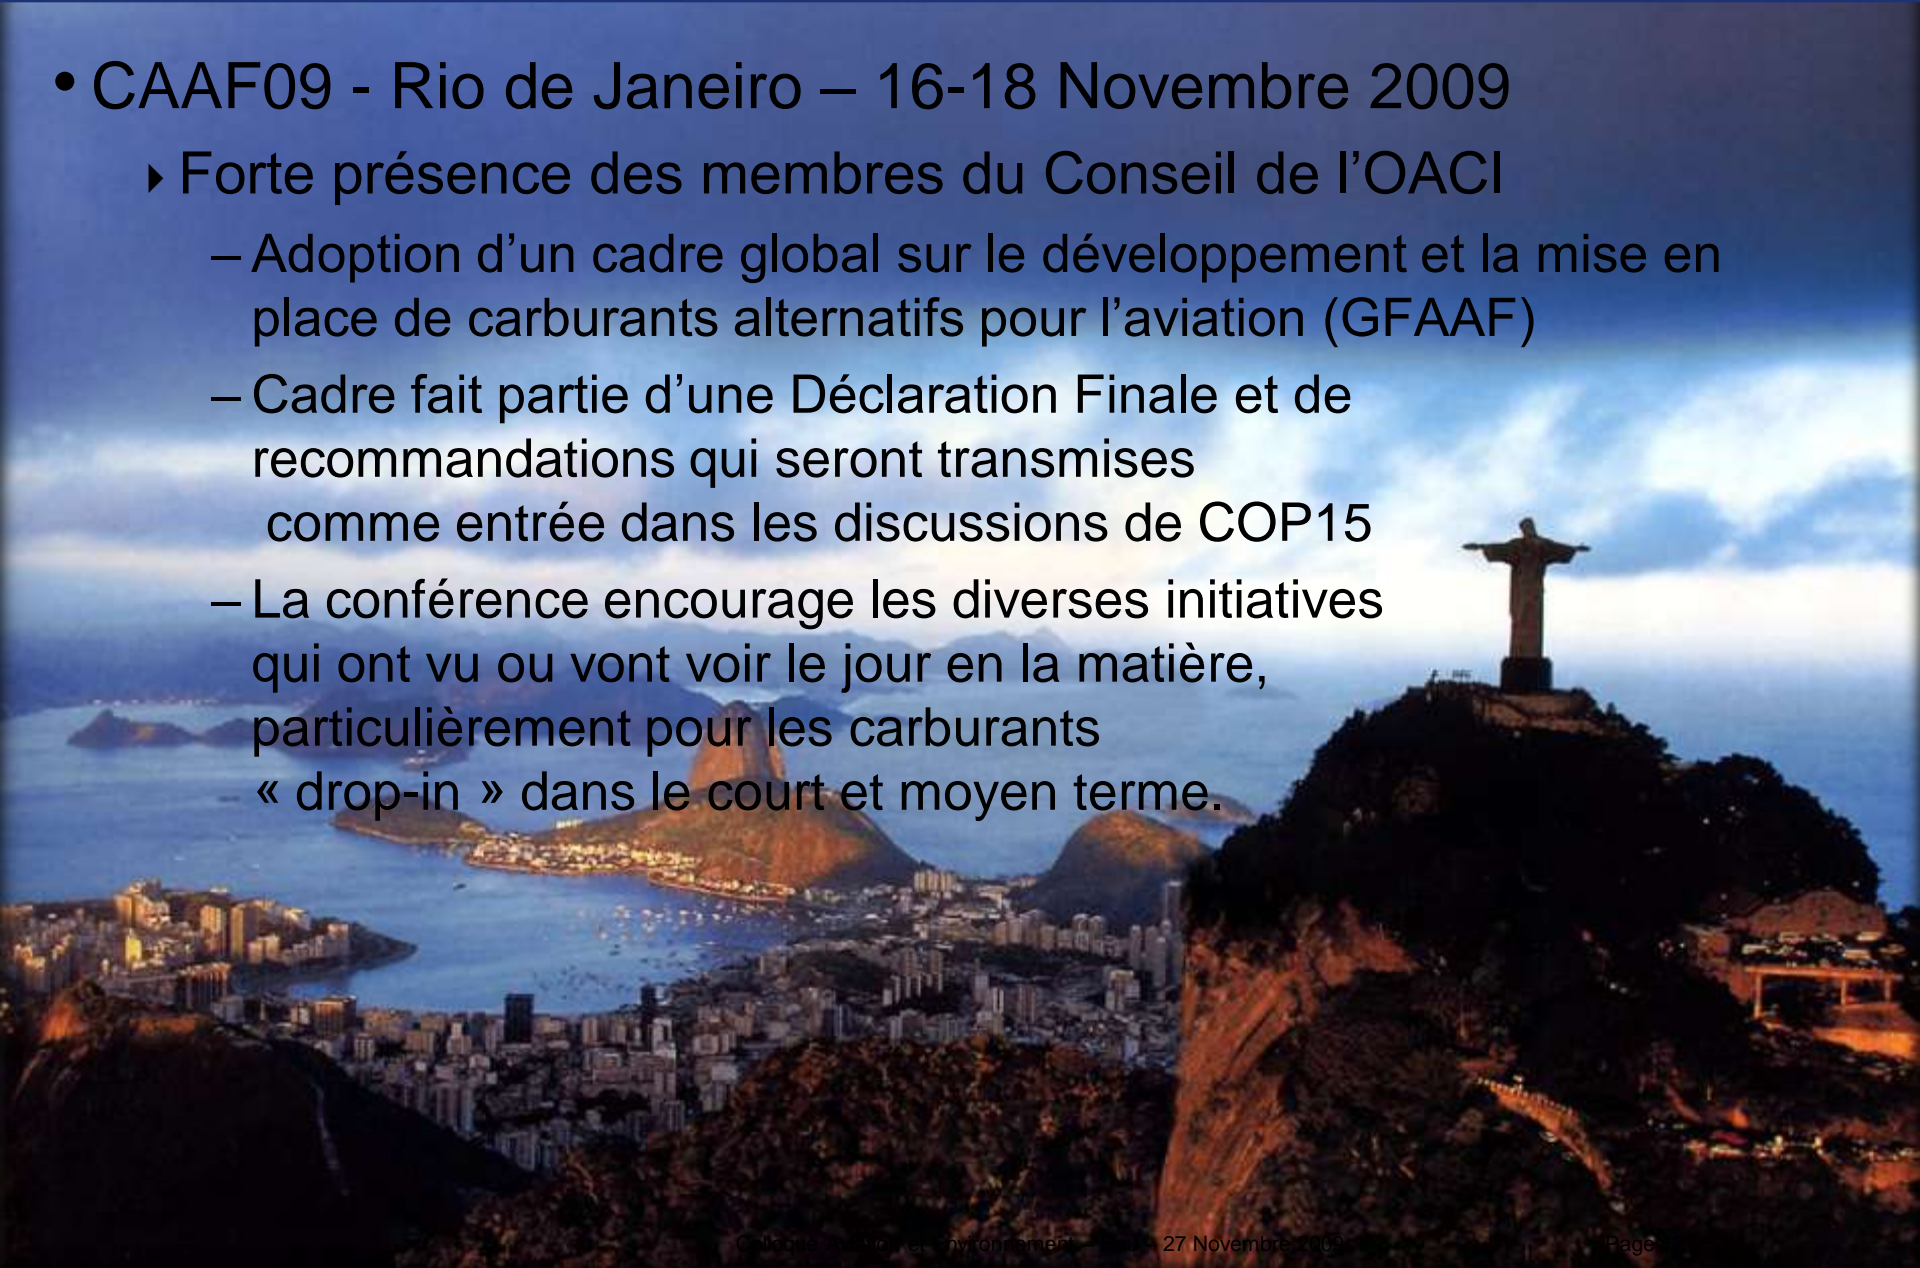 • CAAF09 - Rio de Janeiro – 16-18 Novembre 2009
Forte présence des membres du Conseil de l’OACI
– Adoption d’un cadre global sur le développement et la mise en
place de carburants alternatifs pour l’aviation (GFAAF)
– Cadre fait partie d’une Déclaration Finale et de
recommandations qui seront transmises
comme entrée dans les discussions de COP15
– La conférence encourage les diverses initiatives
qui ont vu ou vont voir le jour en la matière,
particulièrement pour les carburants
« drop-in » dans le court et moyen terme.
Environnement 27 Novembre 2009
Page